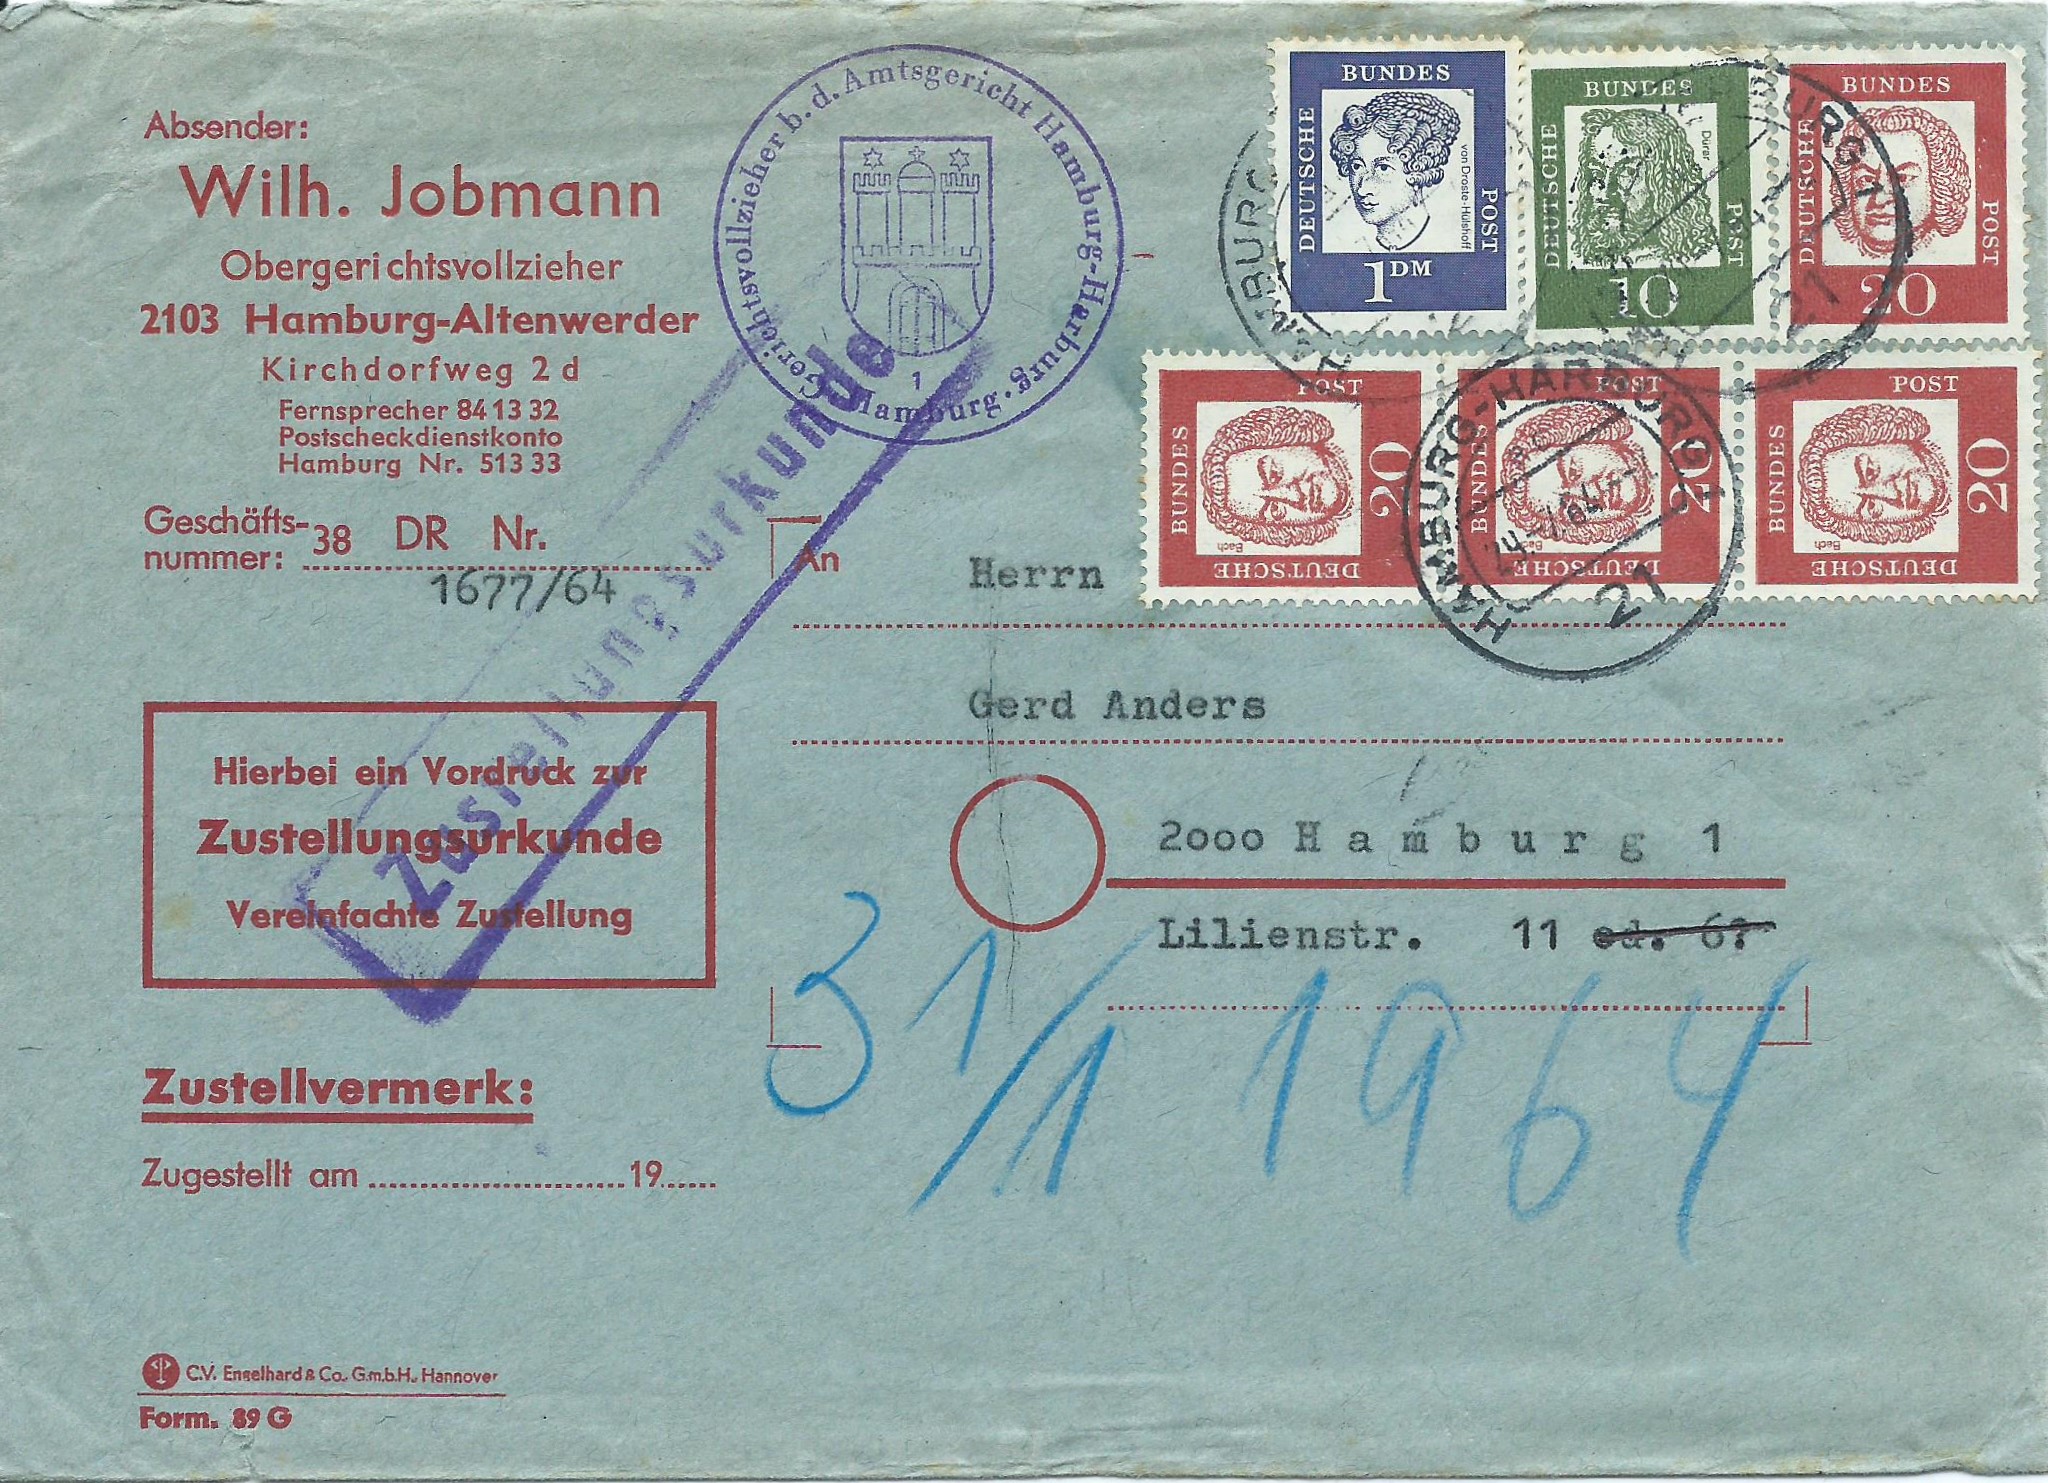 Absender:
Wilh. Jobmann
Obergerichtsvollzieher
2103 Hamburg-Altenwerder
Kirchdorfweg 2 d
Fernsprecher 84 13 32
Postscheckdienstkonto
Hamburg Nr. 513 33
Geschäfts-
nummer: 38 DR Nr.
1677/64
Gerichtsvollzieher b. d. Amtsgericht Hamburg-Harburg. Hamburg.
1
Zustellungsurkunde
DEUTSCHE BUNDES POST
von Droste-Hülshoff
1 DM
DEUTSCHE BUNDES POST
Dürer
10
DEUTSCHE BUNDES POST
20
DEUTSCHE BUNDES POST
Bach
20
DEUTSCHE BUNDES POST
Bach
20
DEUTSCHE BUNDES POST
Bach
20
HAMBURG-HARBURG 1
21
An Herrn
Gerd Anders
2ooo Hamburg 1
Lilienstr. 11 od. 6?
31/1 1964
Hierbei ein Vordruck zur
Zustellungsurkunde
Vereinfachte Zustellung
Zustellvermerk:
Zugestellt am 19
C.V. Engelhard & Co. G.m.b.H., Hannover
Form. 89 G